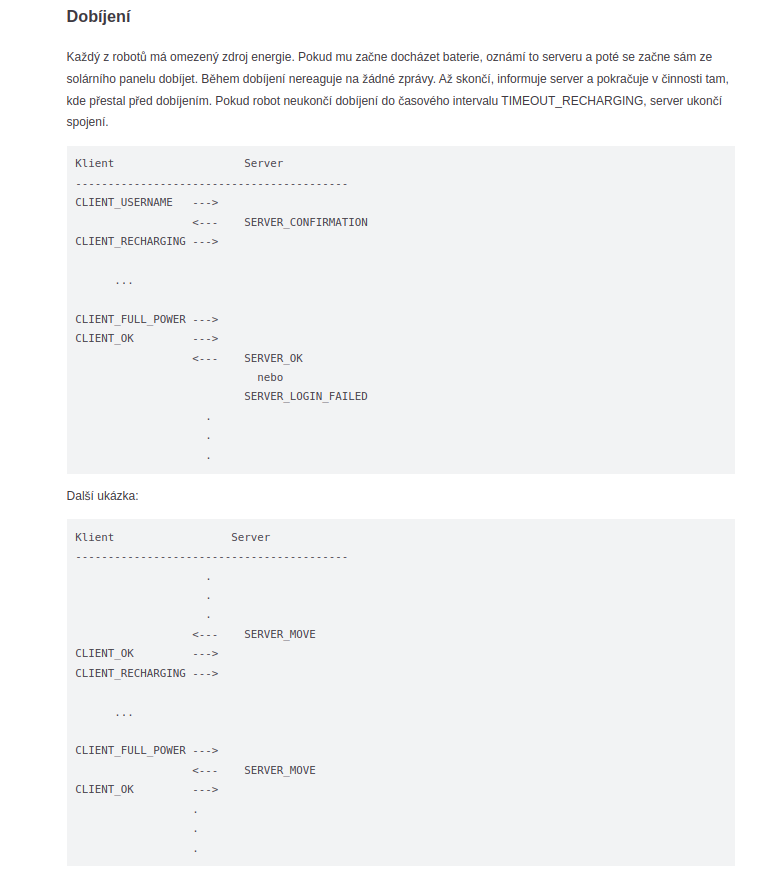 Dobíjení
Každý z robotů má omezený zdroj energie. Pokud mu začne docházet baterie, oznámí to serveru a poté se začne sám ze
solárního panelu dobíjet. Během dobíjení nereaguje na žádné zprávy. Až skončí, informuje server a pokračuje v činnosti tam,
kde přestal před dobíjením. Pokud robot neukončí dobíjení do časového intervalu TIMEOUT_RECHARGING, server ukončí
spojení.
Klient                    Server
------------------------------------------
CLIENT_USERNAME   --->
                  <---    SERVER_CONFIRMATION
CLIENT_RECHARGING --->
      ...
CLIENT_FULL_POWER --->
CLIENT_OK         --->
                  <---    SERVER_OK
                            nebo
                          SERVER_LOGIN_FAILED
                    .
                    .
                    .
Další ukázka:
Klient                  Server
------------------------------------------
                    .
                    .
                    .
                  <---    SERVER_MOVE
CLIENT_OK         --->
CLIENT_RECHARGING --->
      ...
CLIENT_FULL_POWER --->
                  <---    SERVER_MOVE
CLIENT_OK         --->
                  .
                  .
                  .